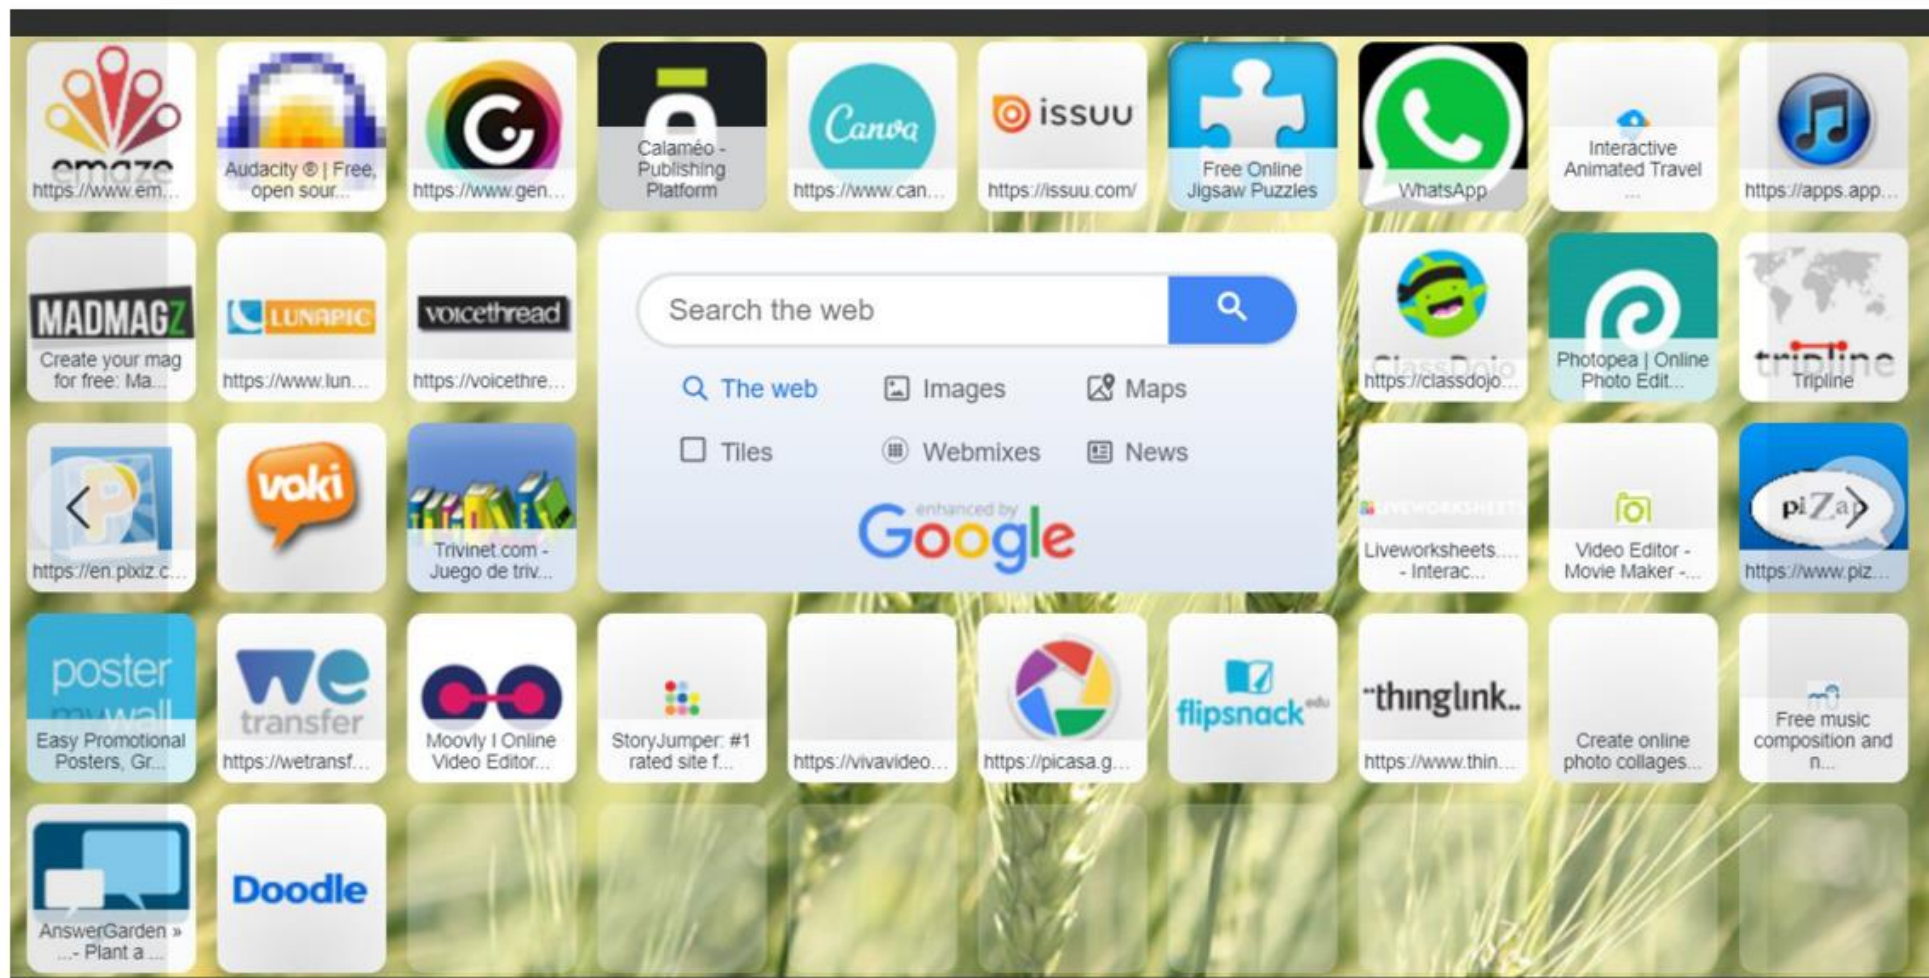 emaze
https://www.em...
Audacity ® | Free,
open sour...
G
https://www.gen...
Calaméo -
Publishing
Platform
Canva
https://www.can...
issuu
https://issuu.com/
Free Online
Jigsaw Puzzles
WhatsApp
Interactive
Animated Travel
...
https://apps.app...
MADMAGZ
Create your mag
for free: Ma...
LUNAPIC
https://www.lun...
voicethread
https://voicethre...
Search the web
The web
Images
Maps
Tiles
Webmixes
News
enhanced by
Google
ClassDojo
https://classdojo...
Photopea | Online
Photo Edit...
tripline
Tripline
P
https://en.pixiz.c...
voki
Trivinet.com -
Juego de triv...
LIVEWORKSHEETS
Liveworksheets....
- Interac...
Video Editor -
Movie Maker -...
piZap
https://www.piz...
poster
mywall
Easy Promotional
Posters, Gr...
we
transfer
https://wetransf...
Moovly I Online
Video Editor...
StoryJumper: #1
rated site f...
https://vivavideo...
https://picasa.g...
flipsnack edu
thinglink..
https://www.thin...
Create online
photo collages...
Free music
composition and
n...
AnswerGarden »
...- Plant a ...
Doodle